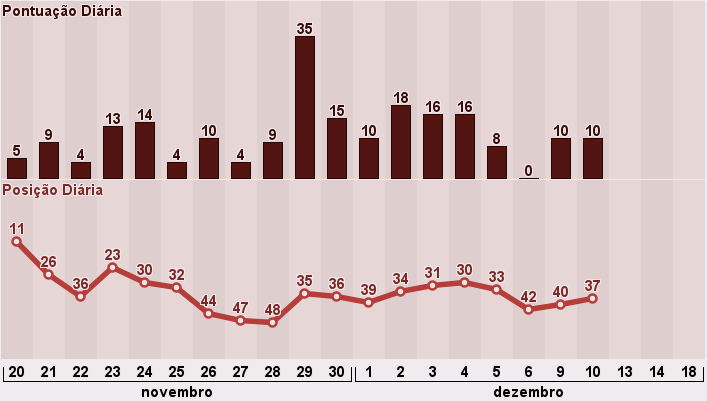 Pontuação Diária
5 9 4 13 14 4 10 4 9 35 15 10 18 16 16 8 0 10 10
Posição Diária
11 26 36 23 30 32 44 47 48 35 36 39 34 31 30 33 42 40 37
20 21 22 23 24 25 26 27 28 29 30 1 2 3 4 5 6 9 10 13 14 18
novembro dezembro